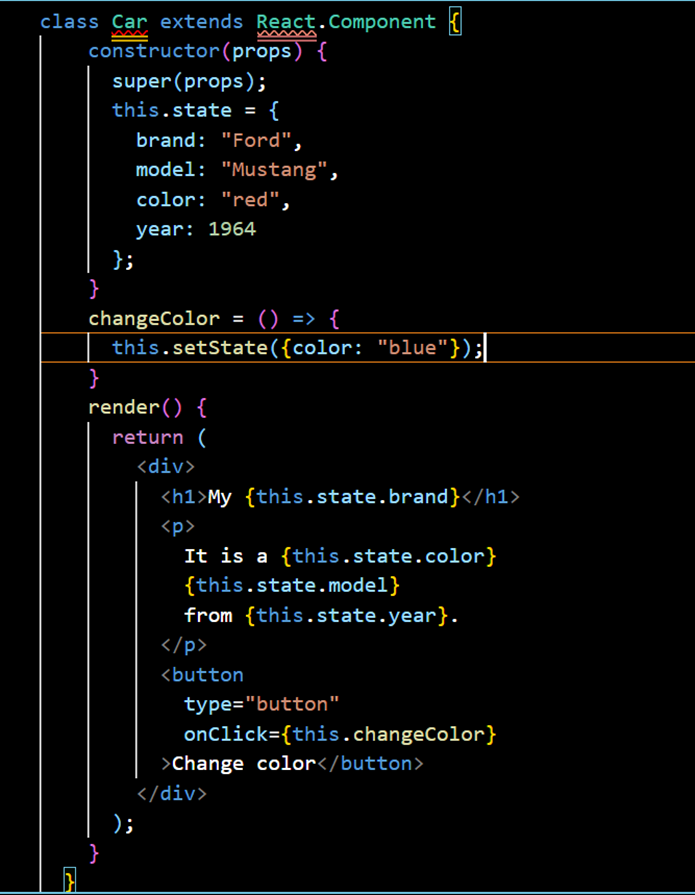 class Car extends React.Component {
constructor(props) {
super(props);
this.state = {
brand: "Ford",
model: "Mustang",
color: "red",
year: 1964
};
}
changeColor = () => {
this.setState({color: "blue"});
}
render() {
return (
<div>
<h1>My {this.state.brand}</h1>
<p>
It is a {this.state.color}
{this.state.model}
from {this.state.year}.
</p>
<button
type="button"
onClick={this.changeColor}
>Change color</button>
</div>
);
}
}